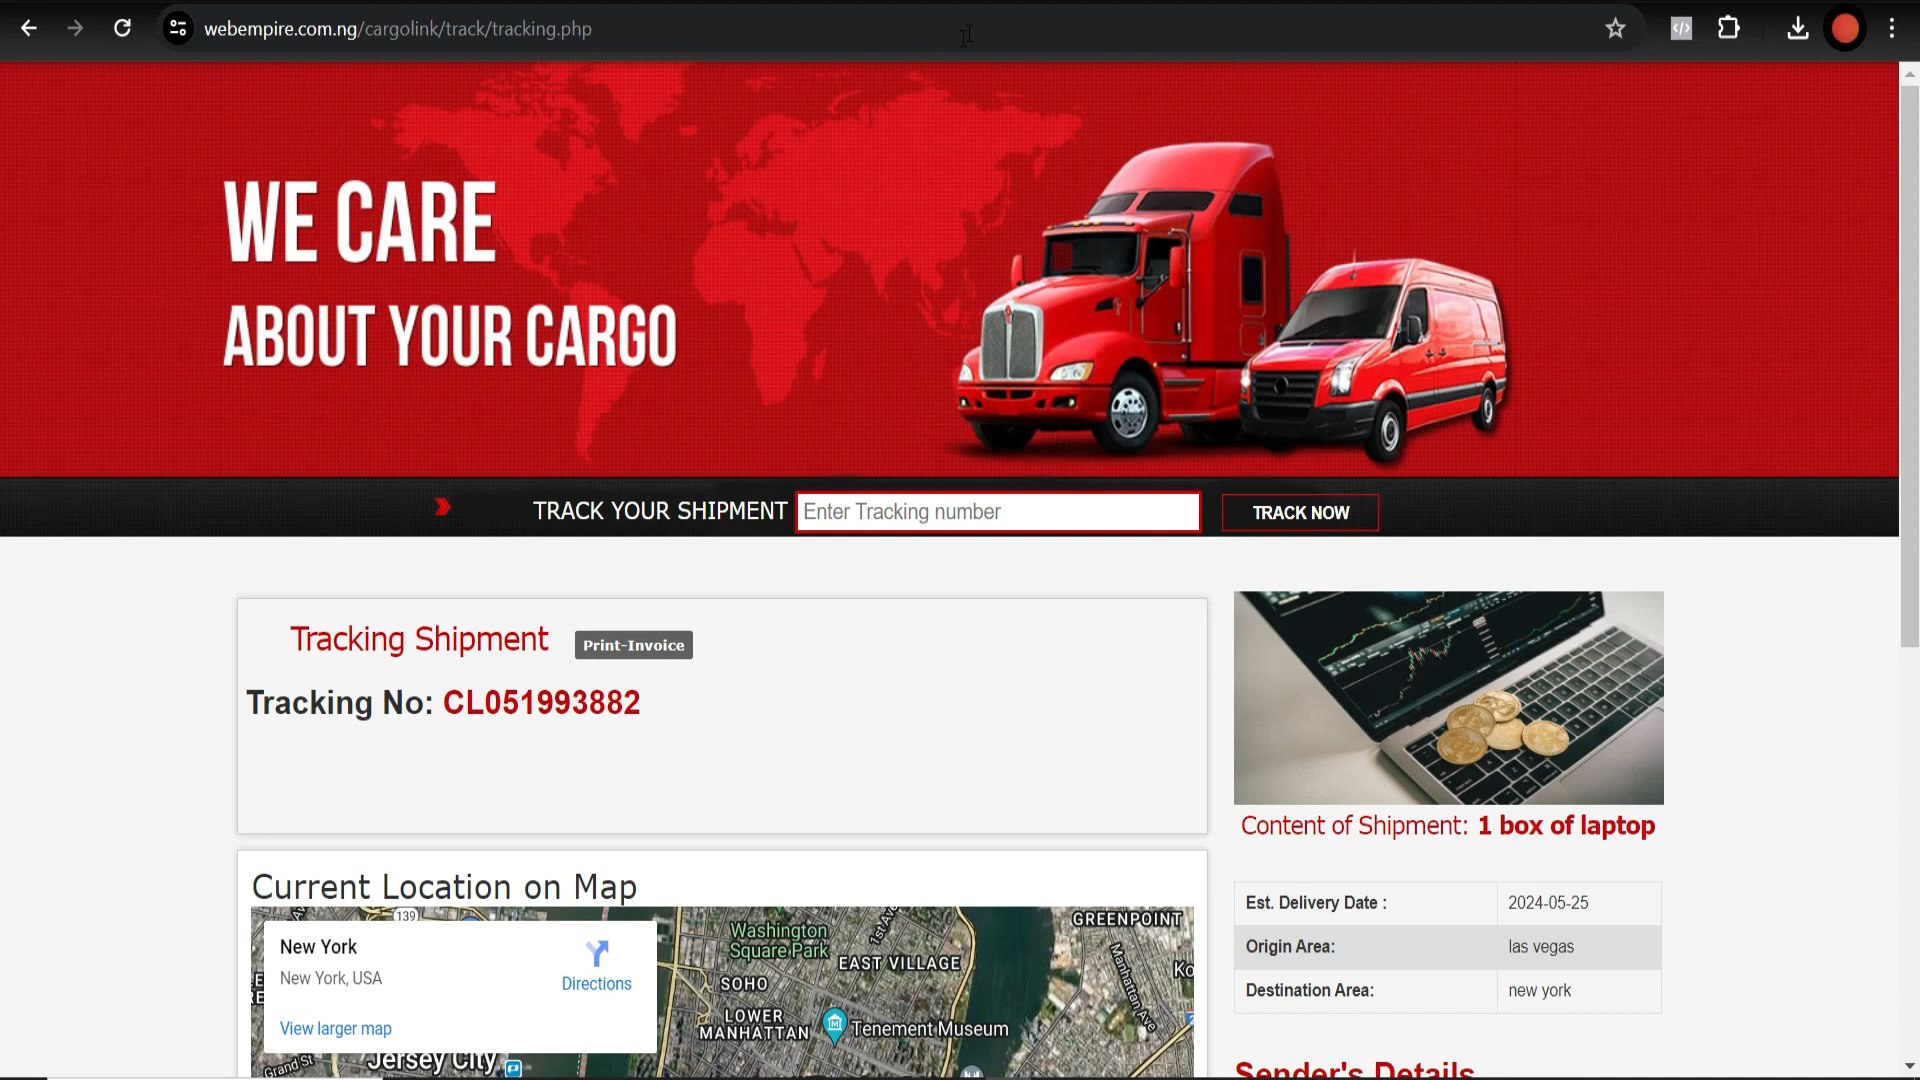 webempire.com.ng/cargolink/track/tracking.php
WE CARE
ABOUT YOUR CARGO
TRACK YOUR SHIPMENT
Enter Tracking number
TRACK NOW
Tracking Shipment
Print-Invoice
Tracking No: CL051993882
Content of Shipment: 1 box of laptop
Est. Delivery Date :
2024-05-25
Origin Area:
las vegas
Destination Area:
new york
Sender's Details
Current Location on Map
139
New York
New York, USA
Directions
View larger map
Washington
Square Park
1st Ave
GREENPOINT
EAST VILLAGE
SOHO
Manhattan Ave
LOWER
MANHATTAN
Tenement Museum
Jersey City
Grand St